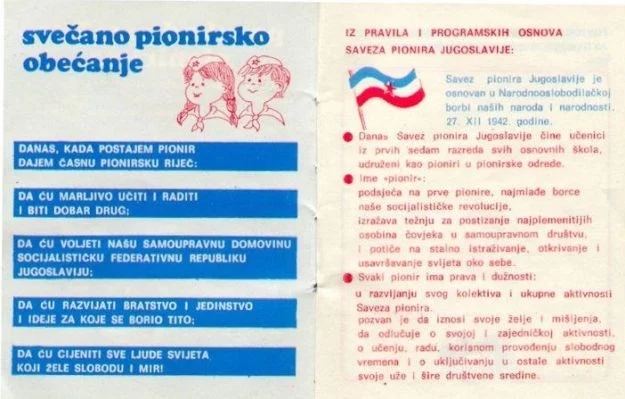 svečano pionirsko
obećanje
DANAS, KADA POSTAJEM PIONIR
DAJEM ČASNU PIONIRSKU RIJEČ:
DA ĆU MARLJIVO UČITI I RADITI
I BITI DOBAR DRUG;
DA ĆU VOLJETI NAŠU SAMOUPRAVNU DOMOVINU
SOCIJALISTIČKU FEDERATIVNU REPUBLIKU
JUGOSLAVIJU;
DA ĆU RAZVIJATI BRATSTVO I JEDINSTVO
I IDEJE ZA KOJE SE BORIO TITO;
DA ĆU CIJENITI SVE LJUDE SVIJETA
KOJI ŽELE SLOBODU I MIR!
IZ PRAVILA I PROGRAMSKIH OSNOVA
SAVEZA PIONIRA JUGOSLAVIJE:
Savez pionira Jugoslavije je
osnovan u Narodnooslobodilačkoj
borbi naših naroda i narodnosti.
27. XII 1942. godine.
Danas Savez pionira Jugoslavije čine učenici
iz prvih sedam razreda svih osnovnih škola,
udruženi kao pioniri u pionirske odrede.
Ime »pionir«:
podsjeća na prve pionire, najmlađe borce
naše socijalističke revolucije,
izražava težnju za postizanje najplemenitijih
osobina čovjeka u samoupravnom društvu,
i potiče na stalno istraživanje, otkrivanje i
usavršavanje svijeta oko sebe.
Svaki pionir ima prava i dužnosti:
u razvijanju svog kolektiva i ukupne aktivnosti
Saveza pionira.
pozvan je da iznosi svoje želje i mišljenja,
da odlučuje o svojoj i zajedničkoj aktivnosti,
o učenju, radu, korisnom provođenju slobodnog
vremena i o uključivanju u ostale aktivnosti
svoje uže i šire društvene sredine.